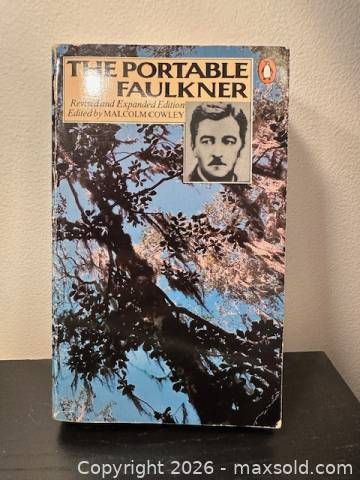 THE PORTABLE
FAULKNER
Revised and Expanded Edition
Edited by MALCOLM COWLEY
Copyright © 2026 - maxsold.com